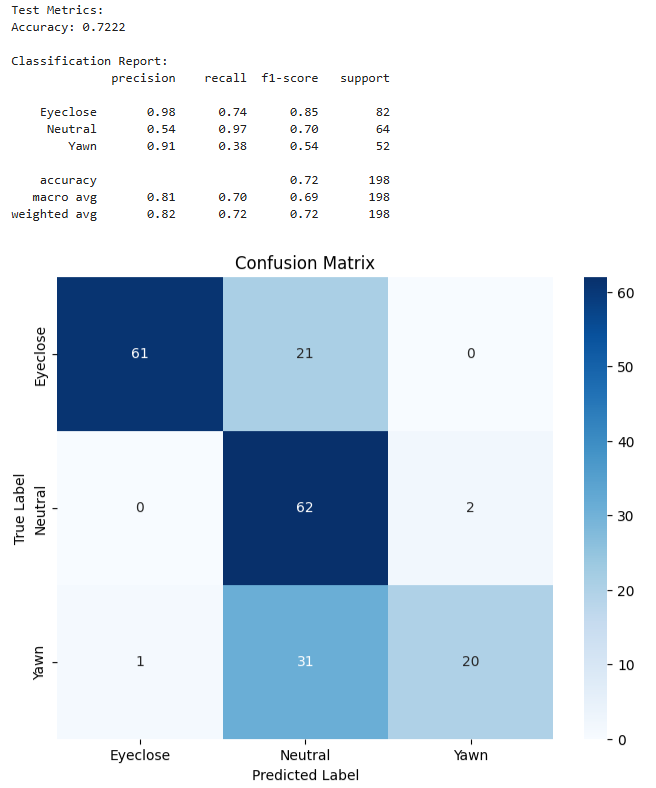 Test Metrics:
Accuracy: 0.7222
Classification Report:
precision recall f1-score support
Eyeclose 0.98 0.74 0.85 82
Neutral 0.54 0.97 0.70 64
Yawn 0.91 0.38 0.54 52
accuracy 0.72 198
macro avg 0.81 0.70 0.69 198
weighted avg 0.82 0.72 0.72 198
Confusion Matrix
True Label
Eyeclose
61 21 0
Neutral
0 62 2
Yawn
1 31 20
Eyeclose Neutral Yawn
Predicted Label
60
50
40
30
20
10
0